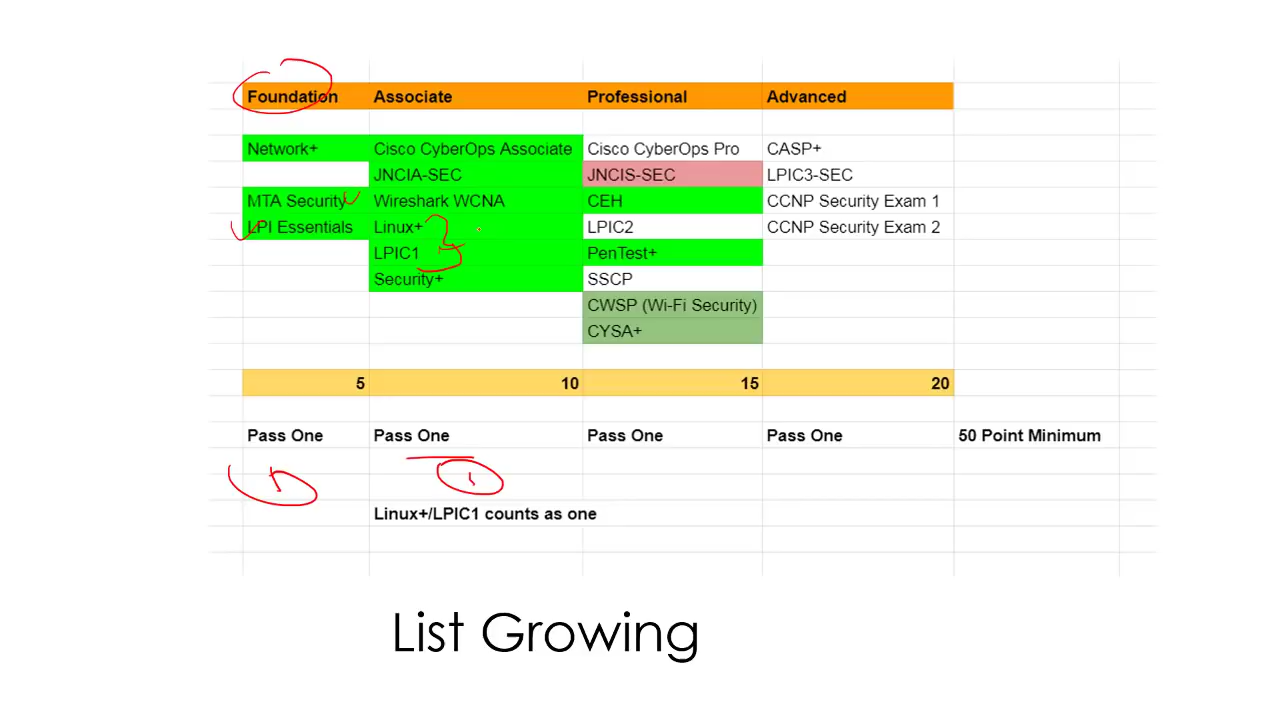 Foundation Associate Professional Advanced
Network+ Cisco CyberOps Associate Cisco CyberOps Pro CASP+
JNCIA-SEC JNCIS-SEC LPIC3-SEC
MTA Security Wireshark WCNA CEH CCNP Security Exam 1
LPI Essentials Linux+ LPIC2 CCNP Security Exam 2
LPIC1 PenTest+
Security+ SSCP
CWSP (Wi-Fi Security)
CYSA+
5 10 15 20
Pass One Pass One Pass One Pass One 50 Point Minimum
Linux+/LPIC1 counts as one
List Growing